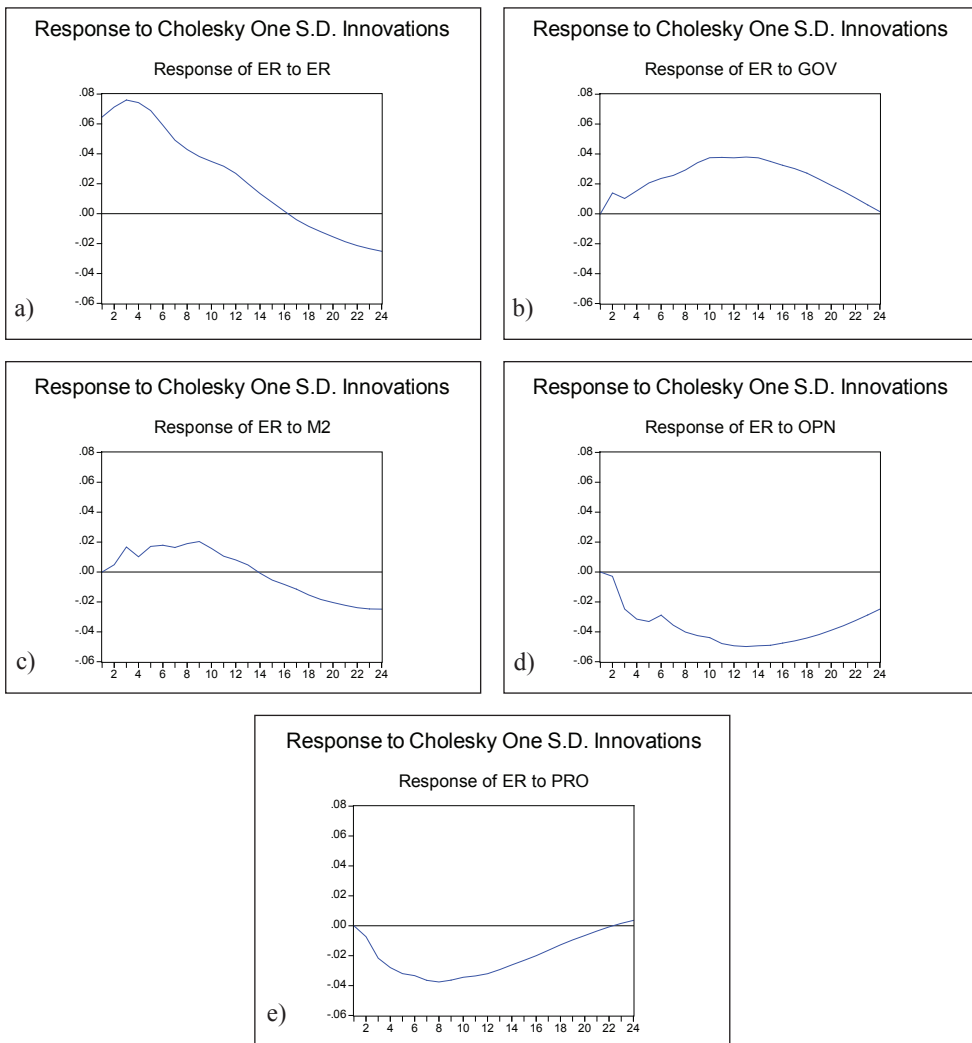 Response to Cholesky One S.D. Innovations
Response of ER to ER
.08
.06
.04
.02
.00
-.02
-.04
-.06
2 4 6 8 10 12 14 16 18 20 22 24
a)
Response to Cholesky One S.D. Innovations
Response of ER to GOV
.08
.06
.04
.02
.00
-.02
-.04
-.06
2 4 6 8 10 12 14 16 18 20 22 24
b)
Response to Cholesky One S.D. Innovations
Response of ER to M2
.08
.06
.04
.02
.00
-.02
-.04
-.06
2 4 6 8 10 12 14 16 18 20 22 24
c)
Response to Cholesky One S.D. Innovations
Response of ER to OPN
.08
.06
.04
.02
.00
-.02
-.04
-.06
2 4 6 8 10 12 14 16 18 20 22 24
d)
Response to Cholesky One S.D. Innovations
Response of ER to PRO
.08
.06
.04
.02
.00
-.02
-.04
-.06
2 4 6 8 10 12 14 16 18 20 22 24
e)